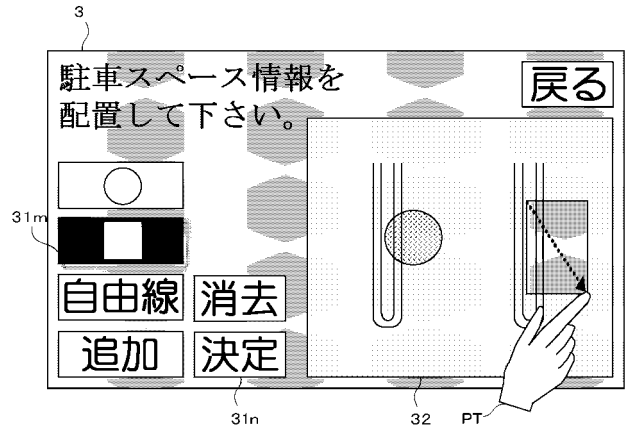 3
駐車スペース情報を
配置して下さい。
戻る
31m
自由線
消去
追加
決定
31n
32
PT